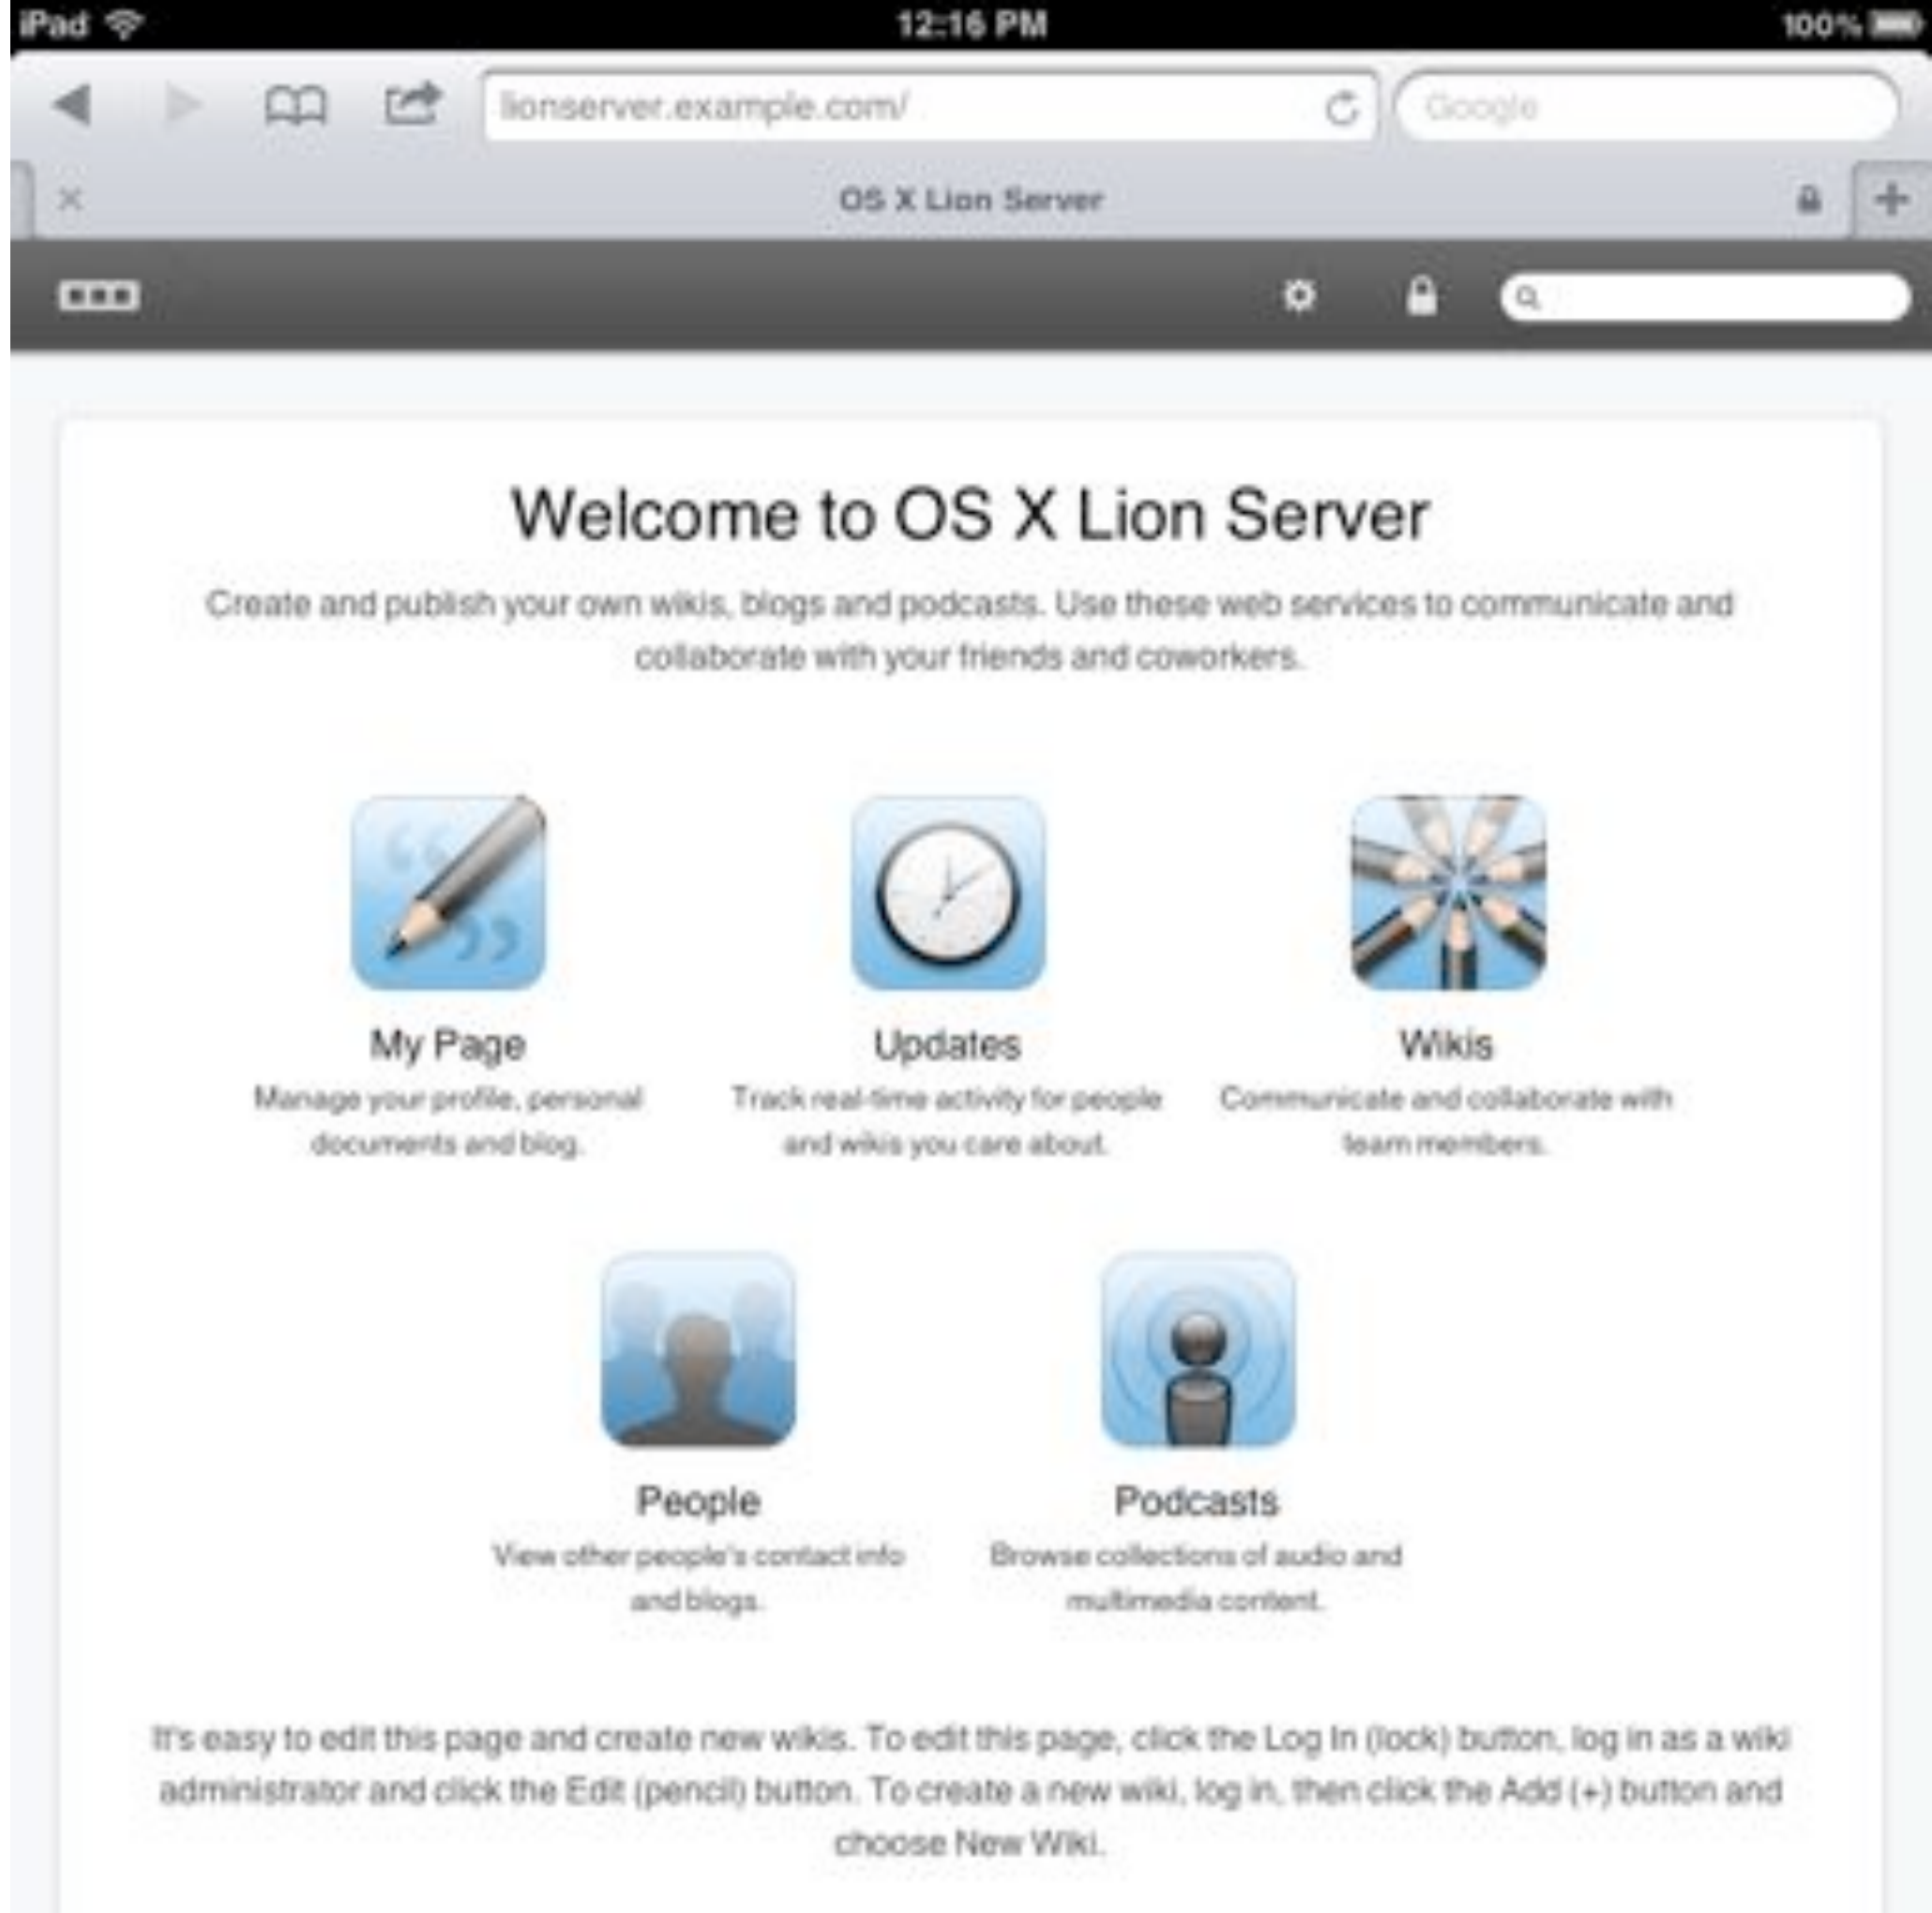 iPad 12:16 PM 100%
lionserver.example.com/ Google
OS X Lion Server
Welcome to OS X Lion Server
Create and publish your own wikis, blogs and podcasts. Use these web services to communicate and
collaborate with your friends and coworkers.
My Page
Manage your profile, personal
documents and blog.
Updates
Track real-time activity for people
and wikis you care about.
Wikis
Communicate and collaborate with
team members.
People
View other people's contact info
and blogs.
Podcasts
Browse collections of audio and
multimedia content.
It's easy to edit this page and create new wikis. To edit this page, click the Log In (lock) button, log in as a wiki
administrator and click the Edit (pencil) button. To create a new wiki, log in, then click the Add (+) button and
choose New Wiki.